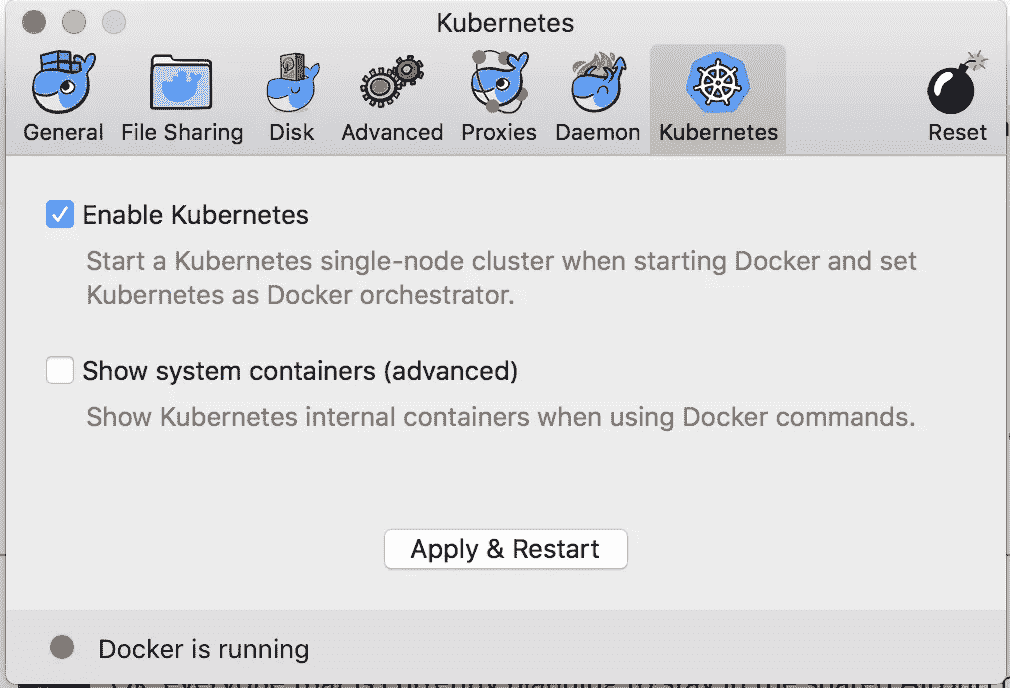 Kubernetes
General File Sharing Disk Advanced Proxies Daemon Kubernetes Reset
Enable Kubernetes
Start a Kubernetes single-node cluster when starting Docker and set
Kubernetes as Docker orchestrator.
Show system containers (advanced)
Show Kubernetes internal containers when using Docker commands.
Apply & Restart
Docker is running